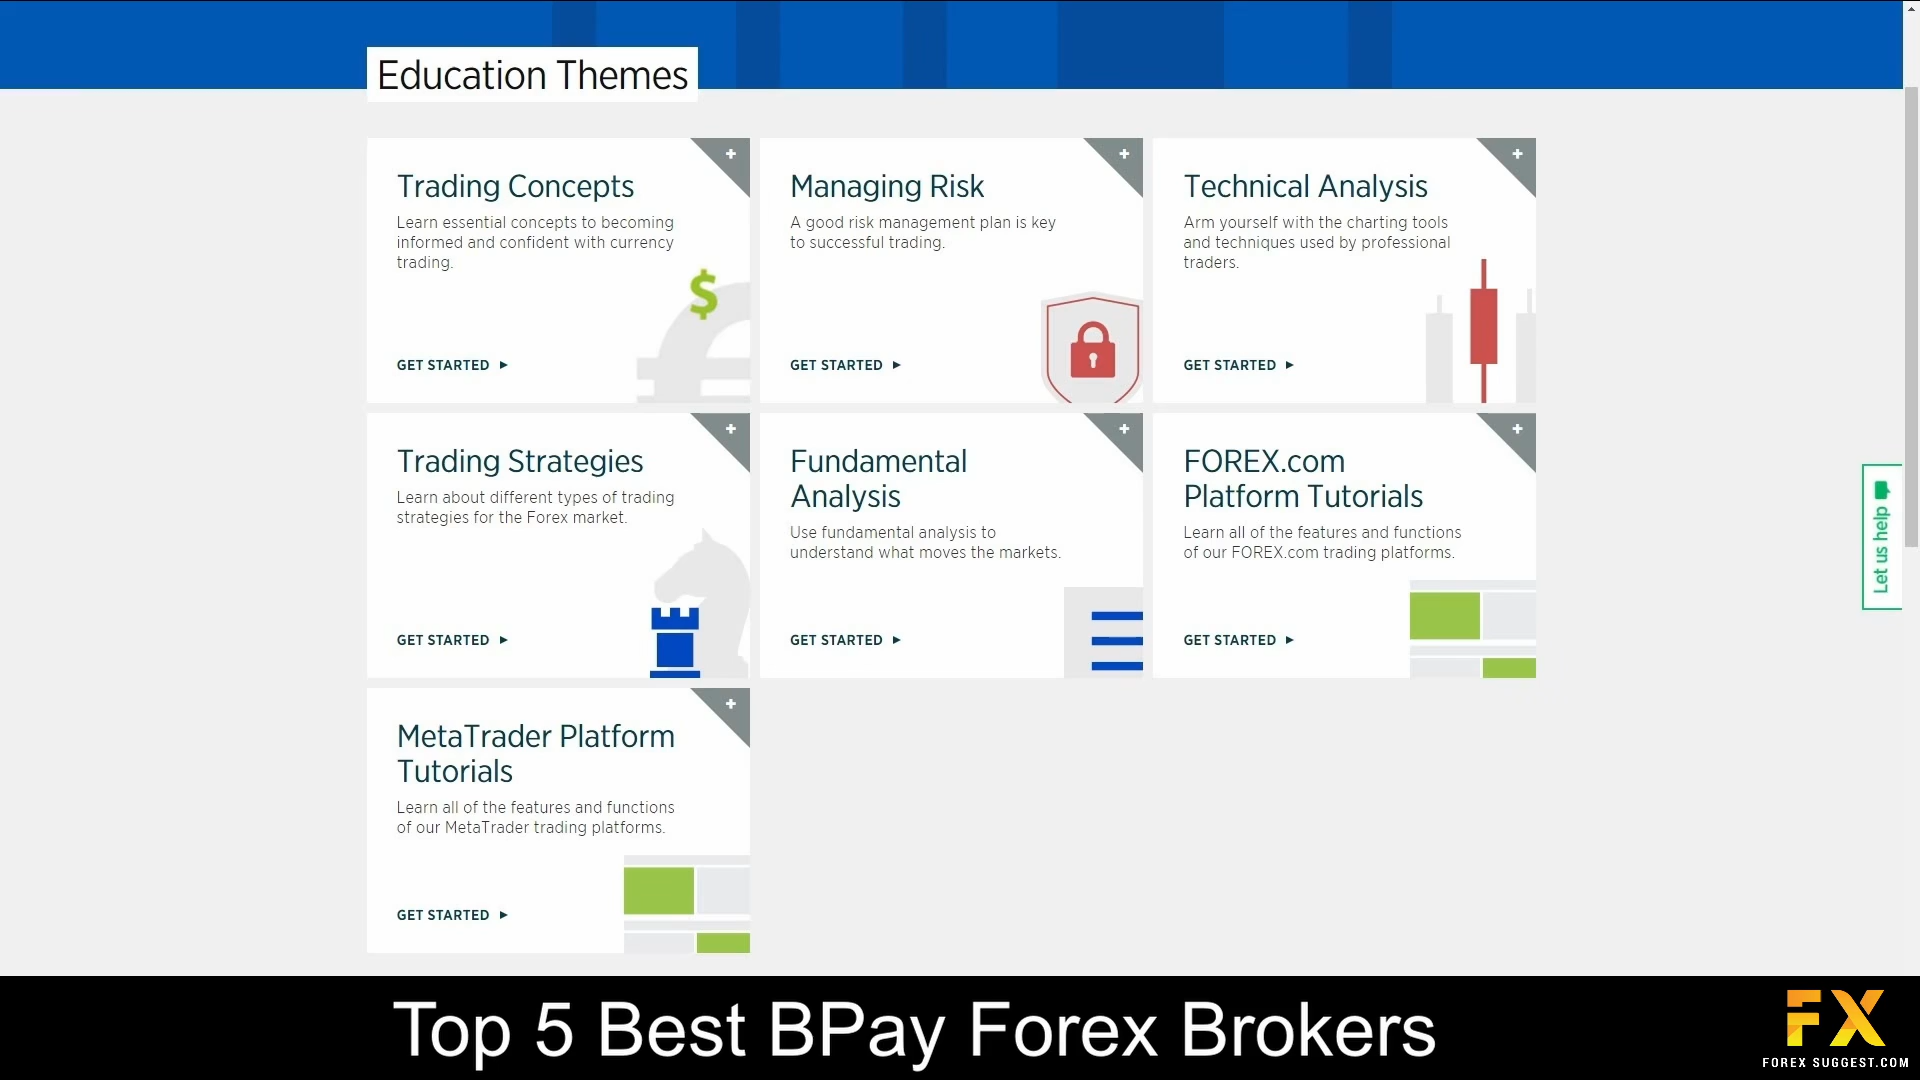 Education Themes
Trading Concepts
Learn essential concepts to becoming
informed and confident with currency
trading.
GET STARTED
Managing Risk
A good risk management plan is key
to successful trading.
GET STARTED
Technical Analysis
Arm yourself with the charting tools
and techniques used by professional
traders.
GET STARTED
Trading Strategies
Learn about different types of trading
strategies for the Forex market.
GET STARTED
Fundamental
Analysis
Use fundamental analysis to
understand what moves the markets.
GET STARTED
FOREX.com
Platform Tutorials
Learn all of the features and functions
of our FOREX.com trading platforms.
GET STARTED
MetaTrader Platform
Tutorials
Learn all of the features and functions
of our MetaTrader trading platforms.
GET STARTED
Let us help
Top 5 Best BPay Forex Brokers
FX
FOREX SUGGEST.COM